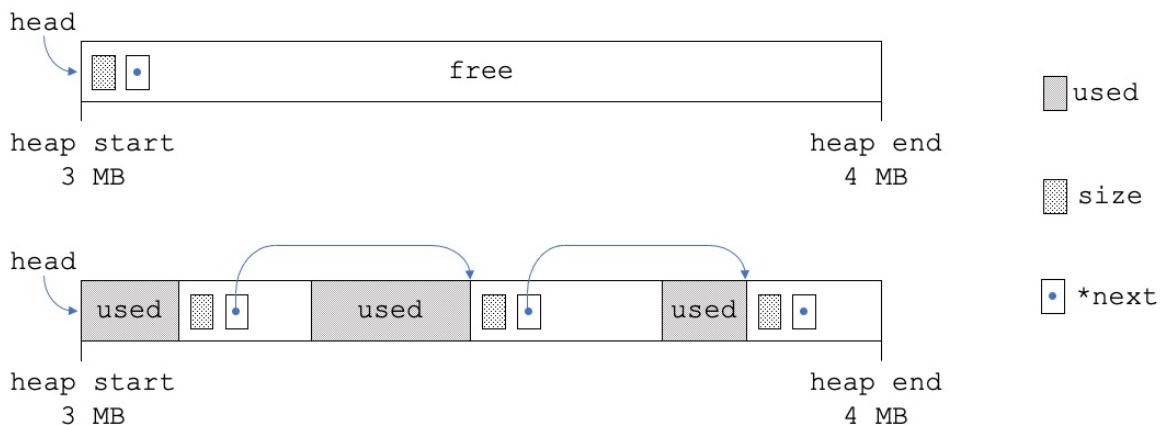 head
free
heap start
3 MB
heap end
4 MB
used
size
*next
head
used
used
used
heap start
3 MB
heap end
4 MB